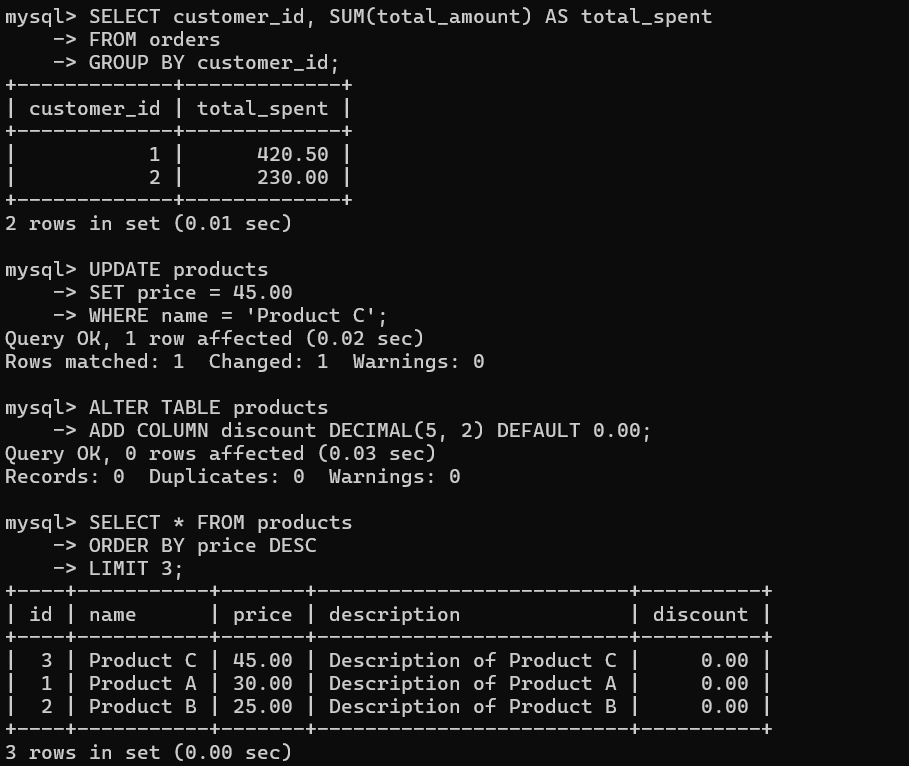 mysql> SELECT customer_id, SUM(total_amount) AS total_spent
    -> FROM orders
    -> GROUP BY customer_id;
+-------------+-------------+
| customer_id | total_spent |
+-------------+-------------+
|           1 |      420.50 |
|           2 |      230.00 |
+-------------+-------------+
2 rows in set (0.01 sec)

mysql> UPDATE products
    -> SET price = 45.00
    -> WHERE name = 'Product C';
Query OK, 1 row affected (0.02 sec)
Rows matched: 1  Changed: 1  Warnings: 0

mysql> ALTER TABLE products
    -> ADD COLUMN discount DECIMAL(5, 2) DEFAULT 0.00;
Query OK, 0 rows affected (0.03 sec)
Records: 0  Duplicates: 0  Warnings: 0

mysql> SELECT * FROM products
    -> ORDER BY price DESC
    -> LIMIT 3;
+----+-----------+-------+--------------------------+----------+
| id | name      | price | description              | discount |
+----+-----------+-------+--------------------------+----------+
|  3 | Product C | 45.00 | Description of Product C |     0.00 |
|  1 | Product A | 30.00 | Description of Product A |     0.00 |
|  2 | Product B | 25.00 | Description of Product B |     0.00 |
+----+-----------+-------+--------------------------+----------+
3 rows in set (0.00 sec)